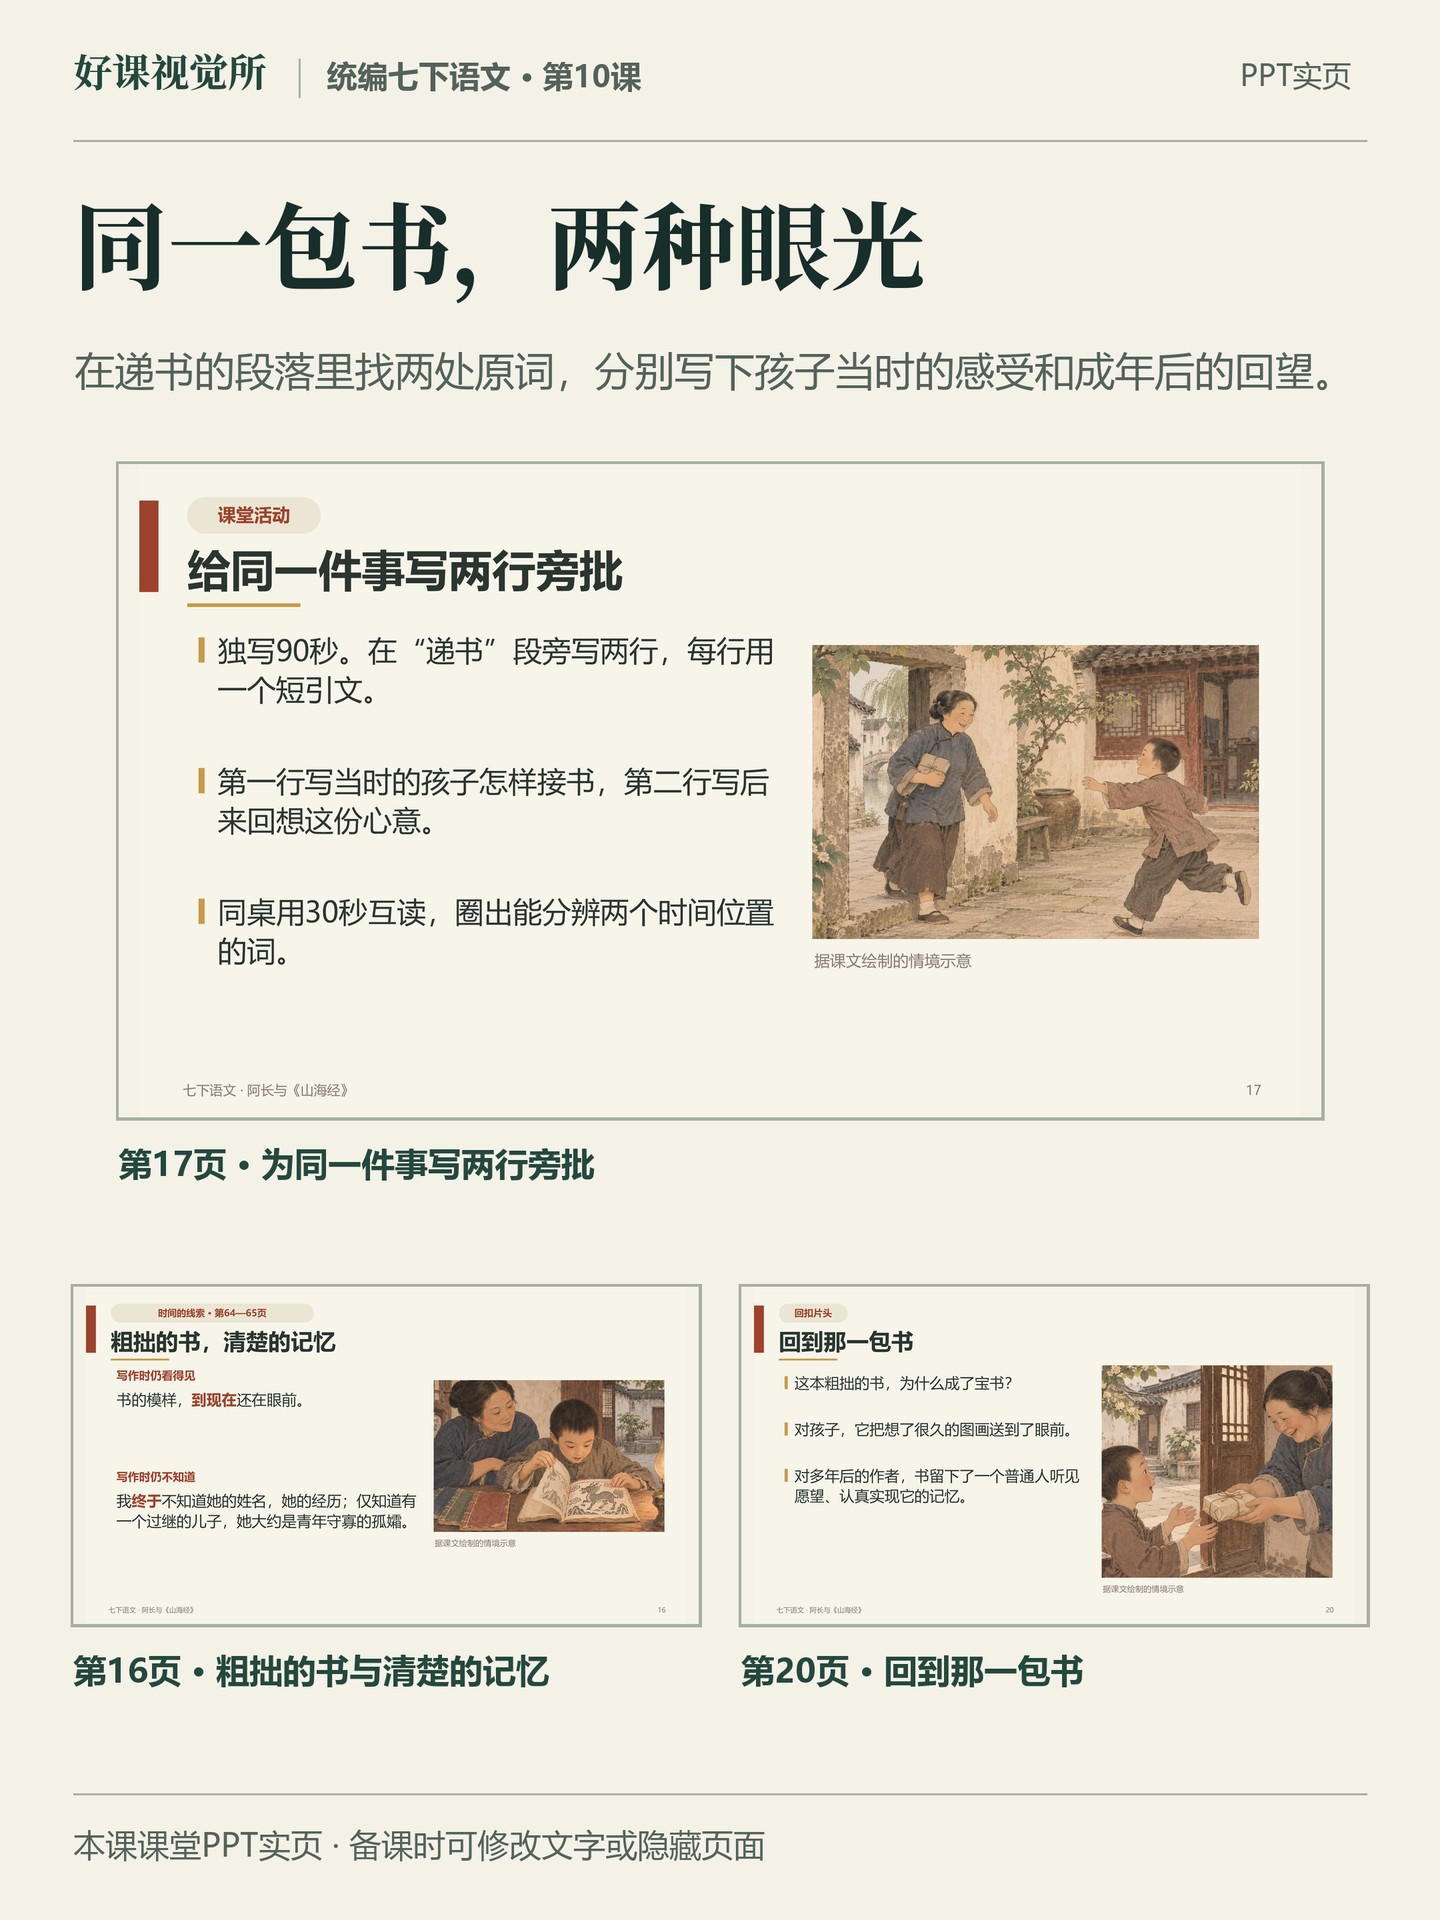 好课视觉所
统编七下语文·第10课
PPT实页
同一包书，两种眼光
在递书的段落里找两处原词，分别写下孩子当时的感受和成年后的回望。
课堂活动
给同一件事写两行旁批
独写90秒。在“递书”段旁写两行，每行用
一个短引文。
第一行写当时的孩子怎样接书，第二行写后
来回想这份心意。
同桌用30秒互读，圈出能分辨两个时间位置
的词。
据课文绘制的情境示意
七下语文·阿长与《山海经》
17
第17页·为同一件事写两行旁批
时间的线索·第64—65页
粗拙的书，清楚的记忆
写作时仍看得见
书的模样，到现在还在眼前。
写作时仍不知道
我终于不知道她的姓名，她的经历；仅知道有
一个过继的儿子，她大约是青年守寡的孤孀。
据课文绘制的情境示意
七下语文·阿长与《山海经》
16
第16页·粗拙的书与清楚的记忆
回扣片头
回到那一包书
这本粗拙的书，为什么成了宝书？
对孩子，它把想了很久的图画送到了眼前。
对多年后的作者，书留下了一个普通人听见
愿望、认真实现它的记忆。
据课文绘制的情境示意
七下语文·阿长与《山海经》
20
第20页·回到那一包书
本课课堂PPT实页·备课时可修改文字或隐藏页面